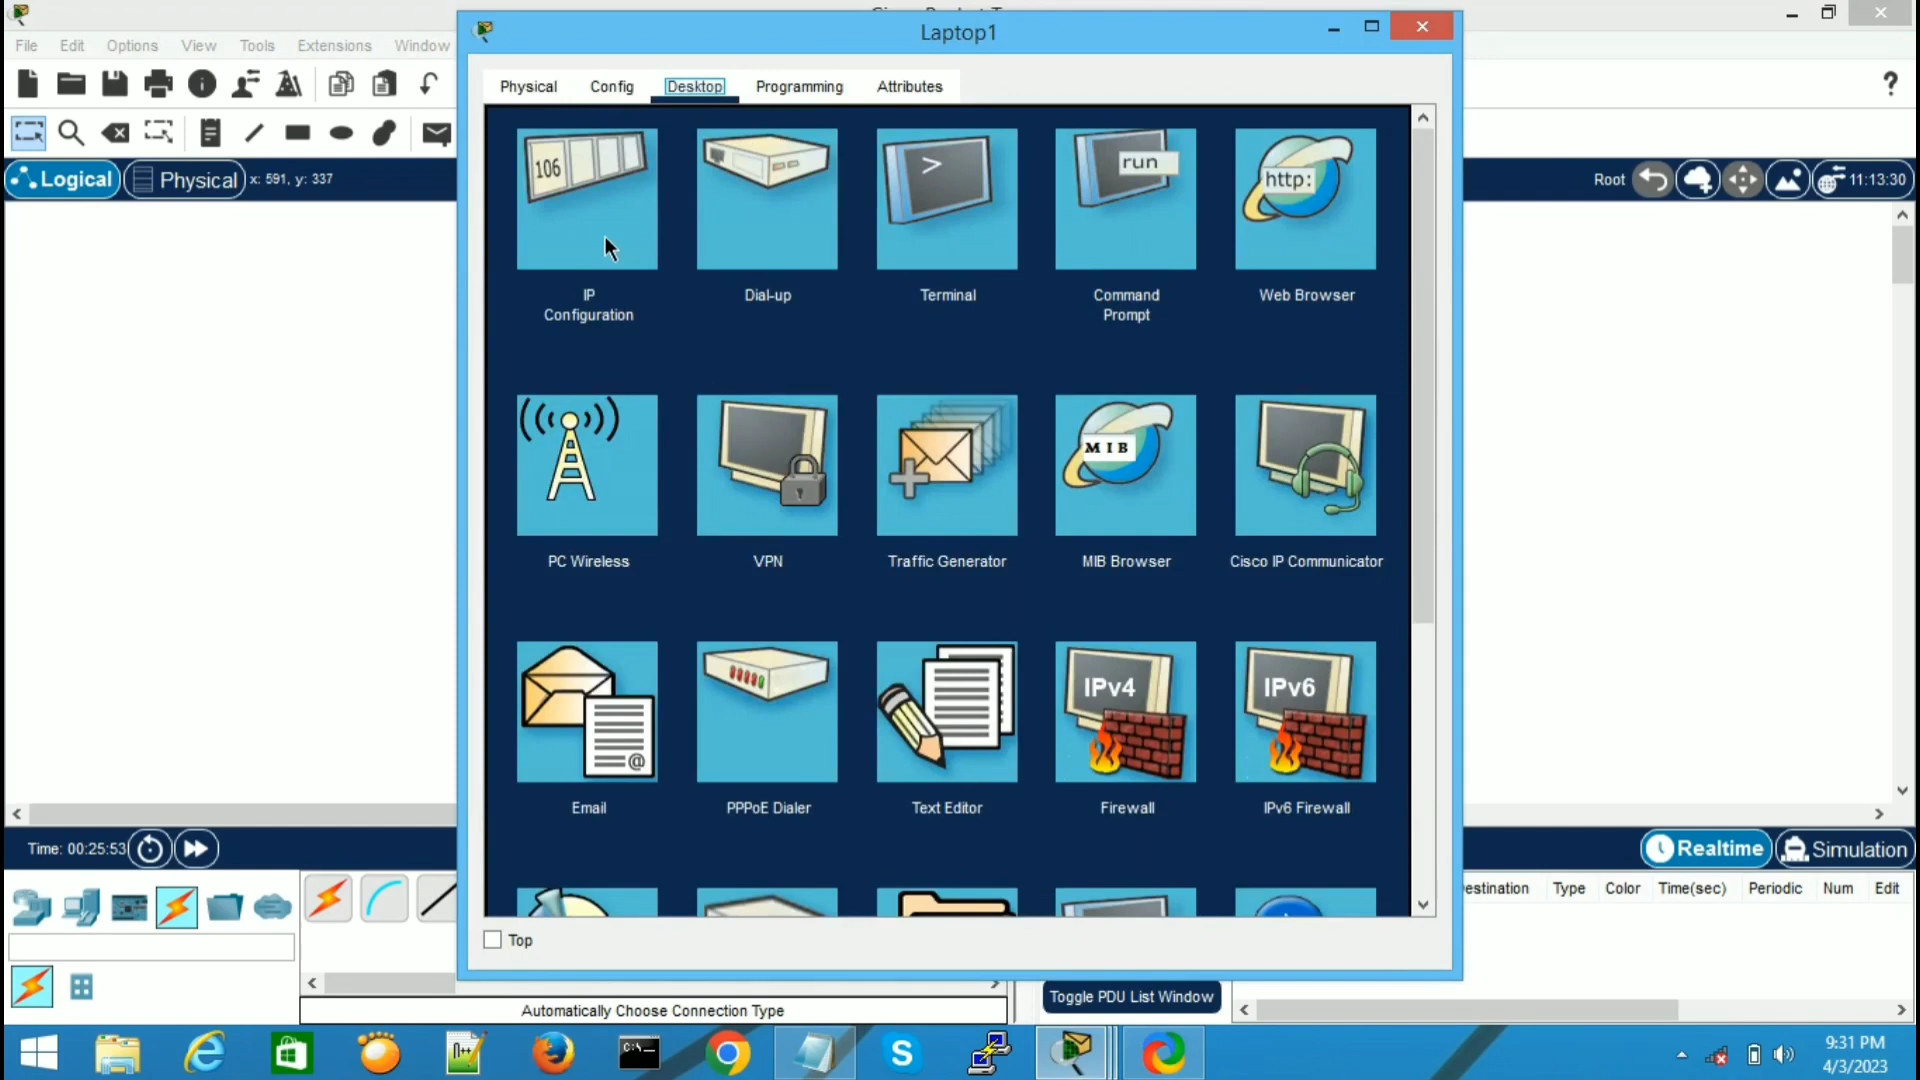 Laptop1
File Edit Options View Tools Extensions Window
Physical Config Desktop Programming Attributes
?
Logical
Physical
x: 591, y: 337
Root
11:13:30
106
>
run
http:
IP
Configuration
Dial-up
Terminal
Command
Prompt
Web Browser
MIB
PC Wireless
VPN
Traffic Generator
MIB Browser
Cisco IP Communicator
@
IPv4
IPv6
Email
PPPoE Dialer
Text Editor
Firewall
IPv6 Firewall
Time: 00:25:53
Realtime
Simulation
estination Type Color Time(sec) Periodic Num Edit
Top
Toggle PDU List Window
Automatically Choose Connection Type
C:\_
S
9:31 PM
4/3/2023